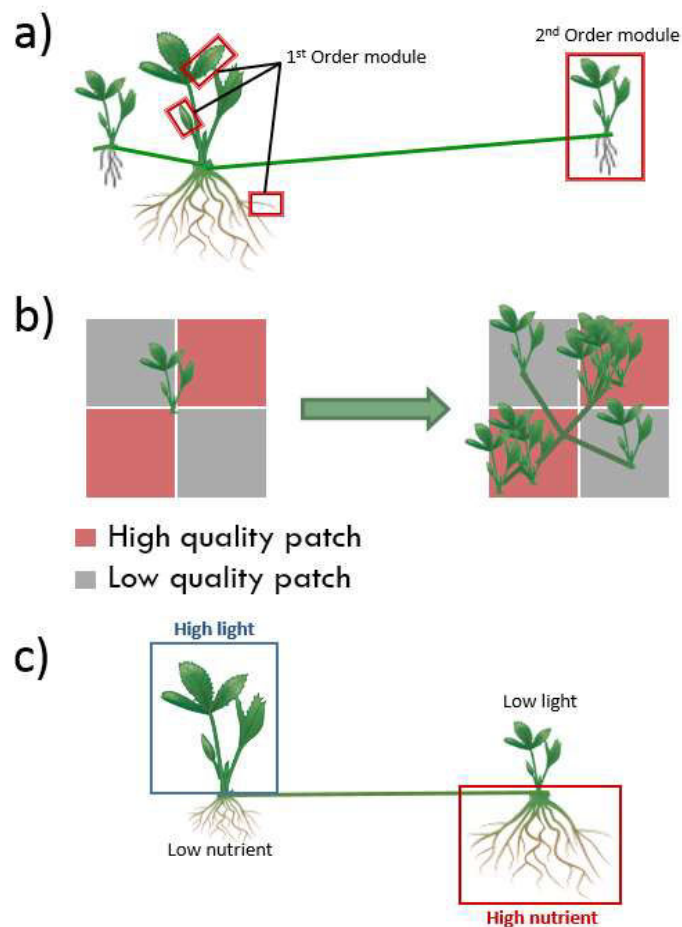 a)
1st Order module
2nd Order module
b)
High quality patch
Low quality patch
c)
High light
Low light
Low nutrient
High nutrient